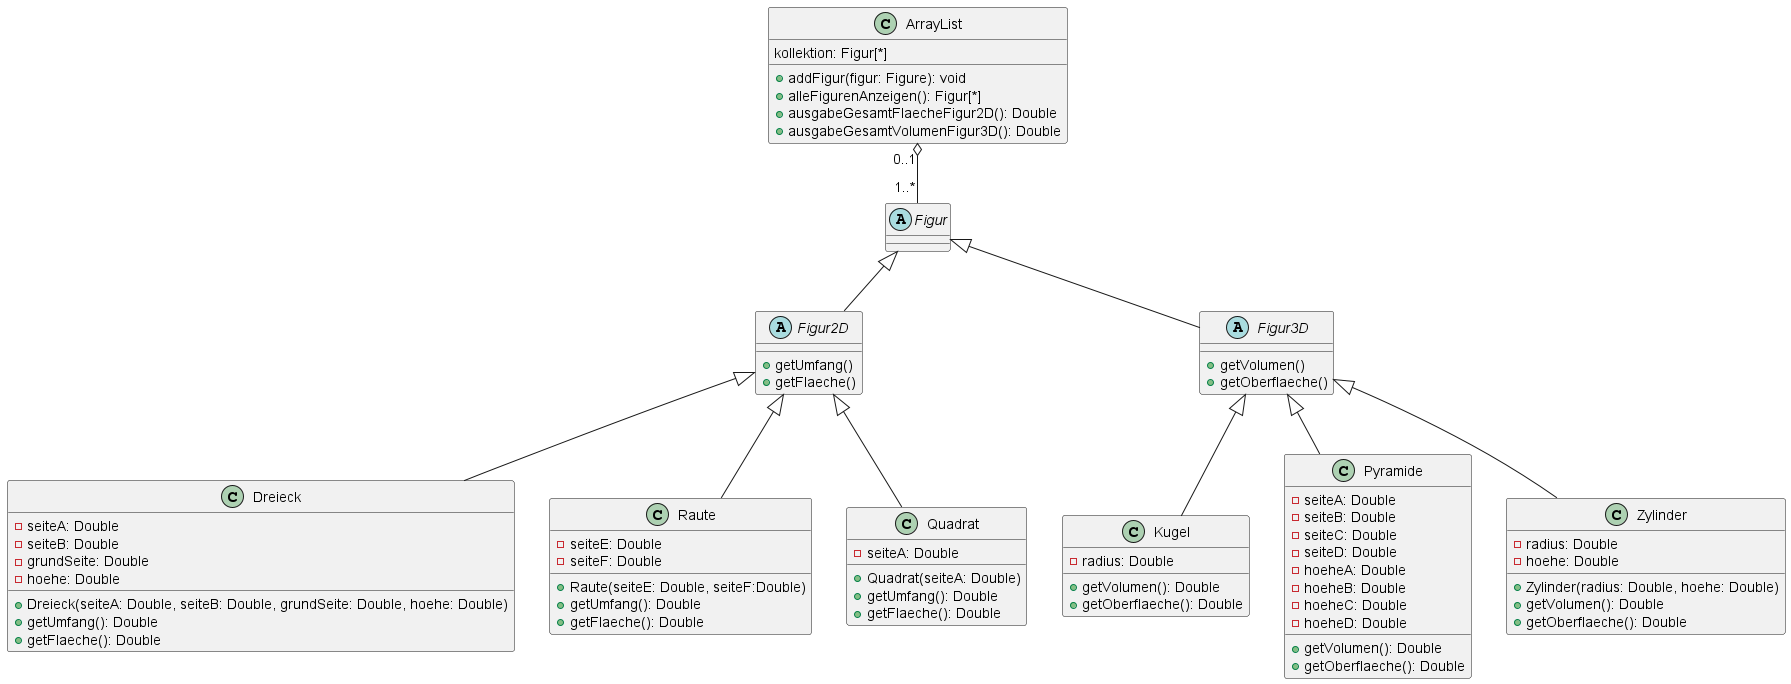 C ArrayList
kollektion: Figur[*]
addFigur(figur: Figure): void
alleFigurenAnzeigen(): Figur[*]
ausgabeGesamtFlaecheFigur2D(): Double
ausgabeGesamtVolumenFigur3D(): Double
0..1
1..*
A Figur
A Figur2D
getUmfang()
getFlaeche()
A Figur3D
getVolumen()
getOberflaeche()
C Dreieck
seiteA: Double
seiteB: Double
grundSeite: Double
hoehe: Double
Dreieck(seiteA: Double, seiteB: Double, grundSeite: Double, hoehe: Double)
getUmfang(): Double
getFlaeche(): Double
C Raute
seiteE: Double
seiteF: Double
Raute(seiteE: Double, seiteF:Double)
getUmfang(): Double
getFlaeche(): Double
C Quadrat
seiteA: Double
Quadrat(seiteA: Double)
getUmfang(): Double
getFlaeche(): Double
C Kugel
radius: Double
getVolumen(): Double
getOberflaeche(): Double
C Pyramide
seiteA: Double
seiteB: Double
seiteC: Double
seiteD: Double
hoeheA: Double
hoeheB: Double
hoeheC: Double
hoeheD: Double
getVolumen(): Double
getOberflaeche(): Double
C Zylinder
radius: Double
hoehe: Double
Zylinder(radius: Double, hoehe: Double)
getVolumen(): Double
getOberflaeche(): Double